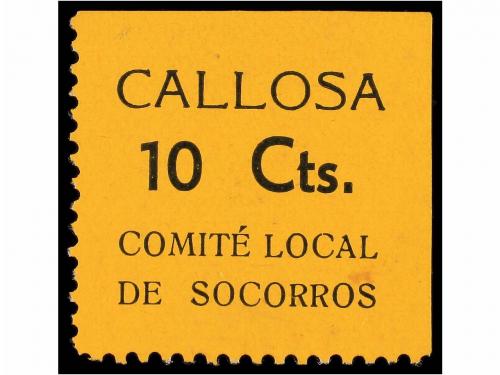 CALLOSA
10 Cts.
COMITÉ LOCAL
DE SOCORROS